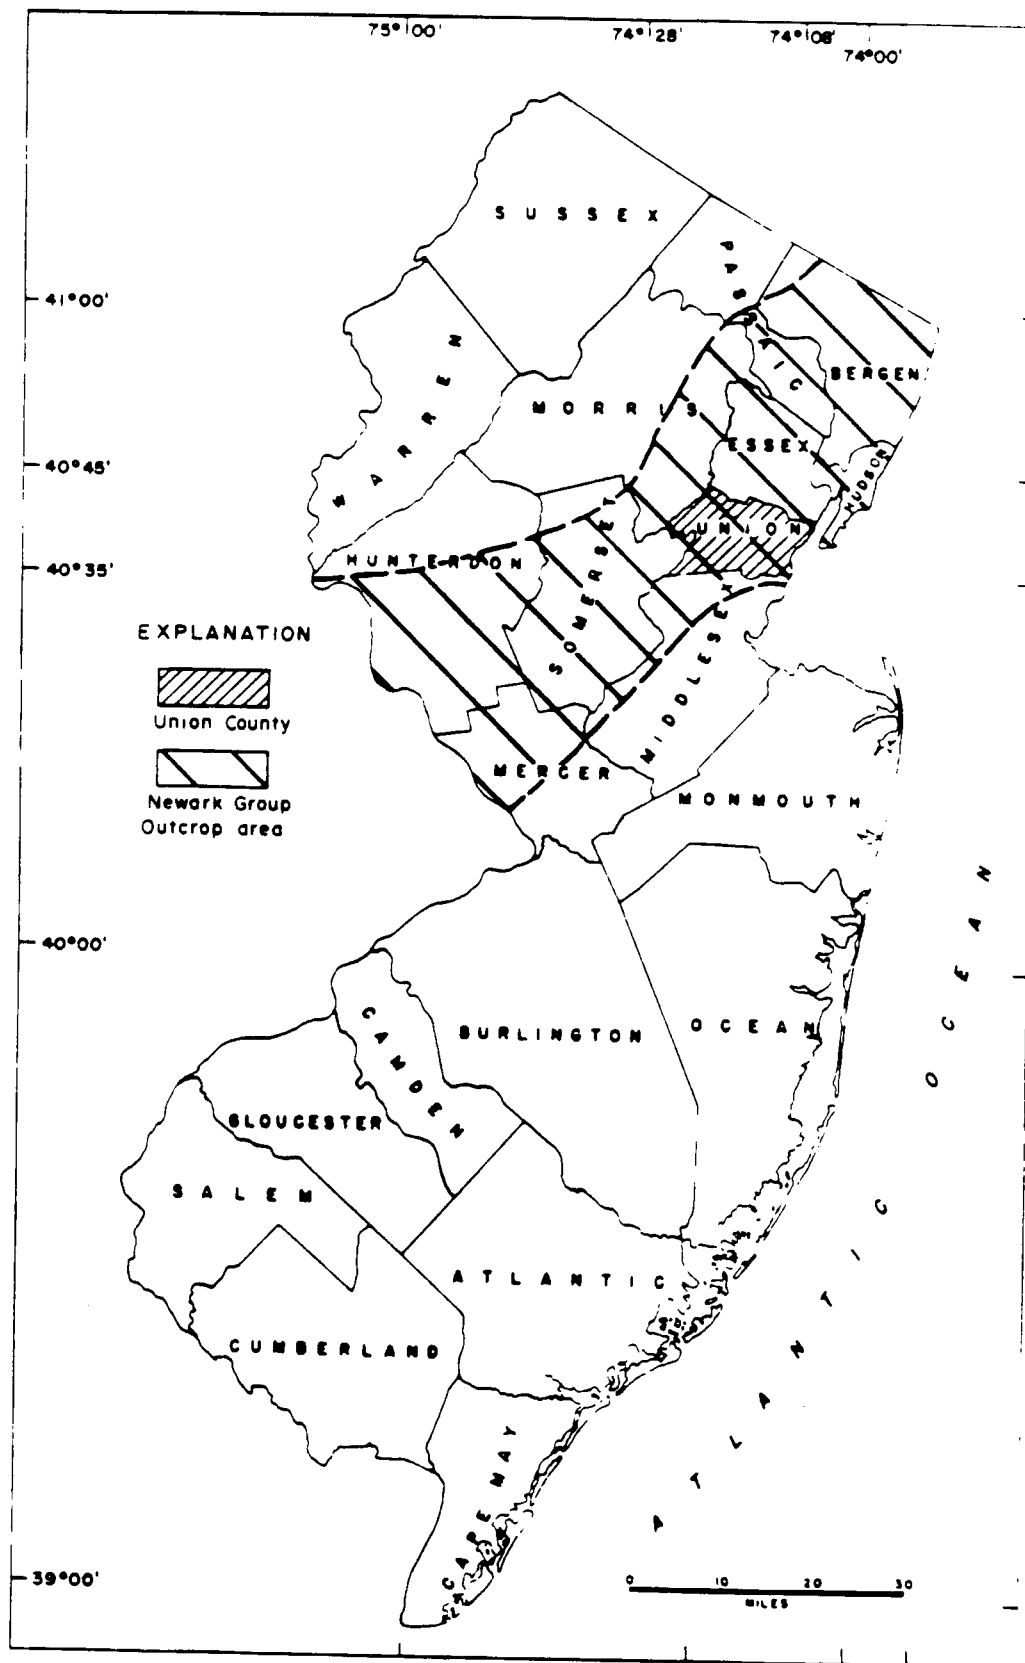 75°00'
74°28'
74°08'
74°00'
SUSSEX
PASSAIC
41°00'
WARREN
BERGEN
MORRIS
ESSEX
40°45'
HUDSON
UNION
SOMERSET
HUNTERDON
40°35'
MIDDLESEX
EXPLANATION
Union County
MERCER
MONMOUTH
Newark Group
Outcrop area
40°00'
CAMDEN
BURLINGTON
OCEAN
GLOUCESTER
SALEM
ATLANTIC
CUMBERLAND
CAPE MAY
ATLANTIC OCEAN
39°00'
0 10 20 30
MILES